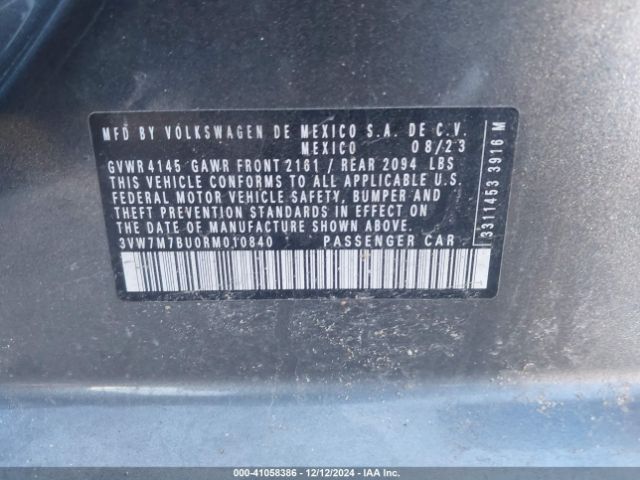 MFD BY VOLKSWAGEN DE MEXICO S.A. DE C.V.
MEXICO 08/23
GVWR 4145 GAWR FRONT 2161 / REAR 2094 LBS
THIS VEHICLE CONFORMS TO ALL APPLICABLE U.S.
FEDERAL MOTOR VEHICLE SAFETY, BUMPER AND
THEFT PREVENTION STANDARDS IN EFFECT ON
THE DATE OF MANUFACTURE SHOWN ABOVE.
3VW7M7BU0RM010840 PASSENGER CAR
3311453 3916 M
000-41058386 - 12/12/2024 - IAA Inc.